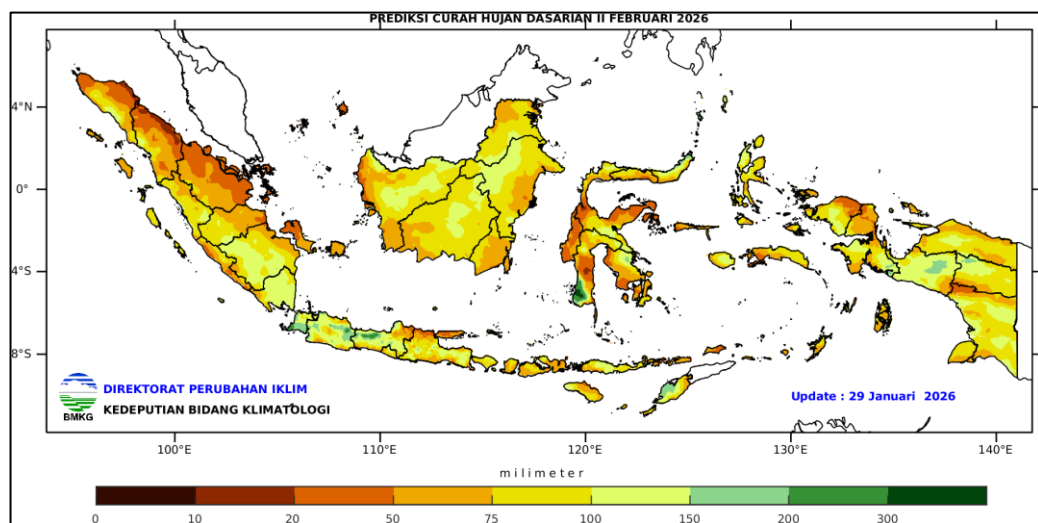 PREDIKSI CURAH HUJAN DASARIAN II FEBRUARI 2026
4°N
0°
4°S
8°S
DIREKTORAT PERUBAHAN IKLIM
KEDEPUTIAN BIDANG KLIMATOLOGI
BMKG
Update : 29 Januari 2026
100°E 110°E 120°E 130°E 140°E
milimeter
0 10 20 50 75 100 150 200 300